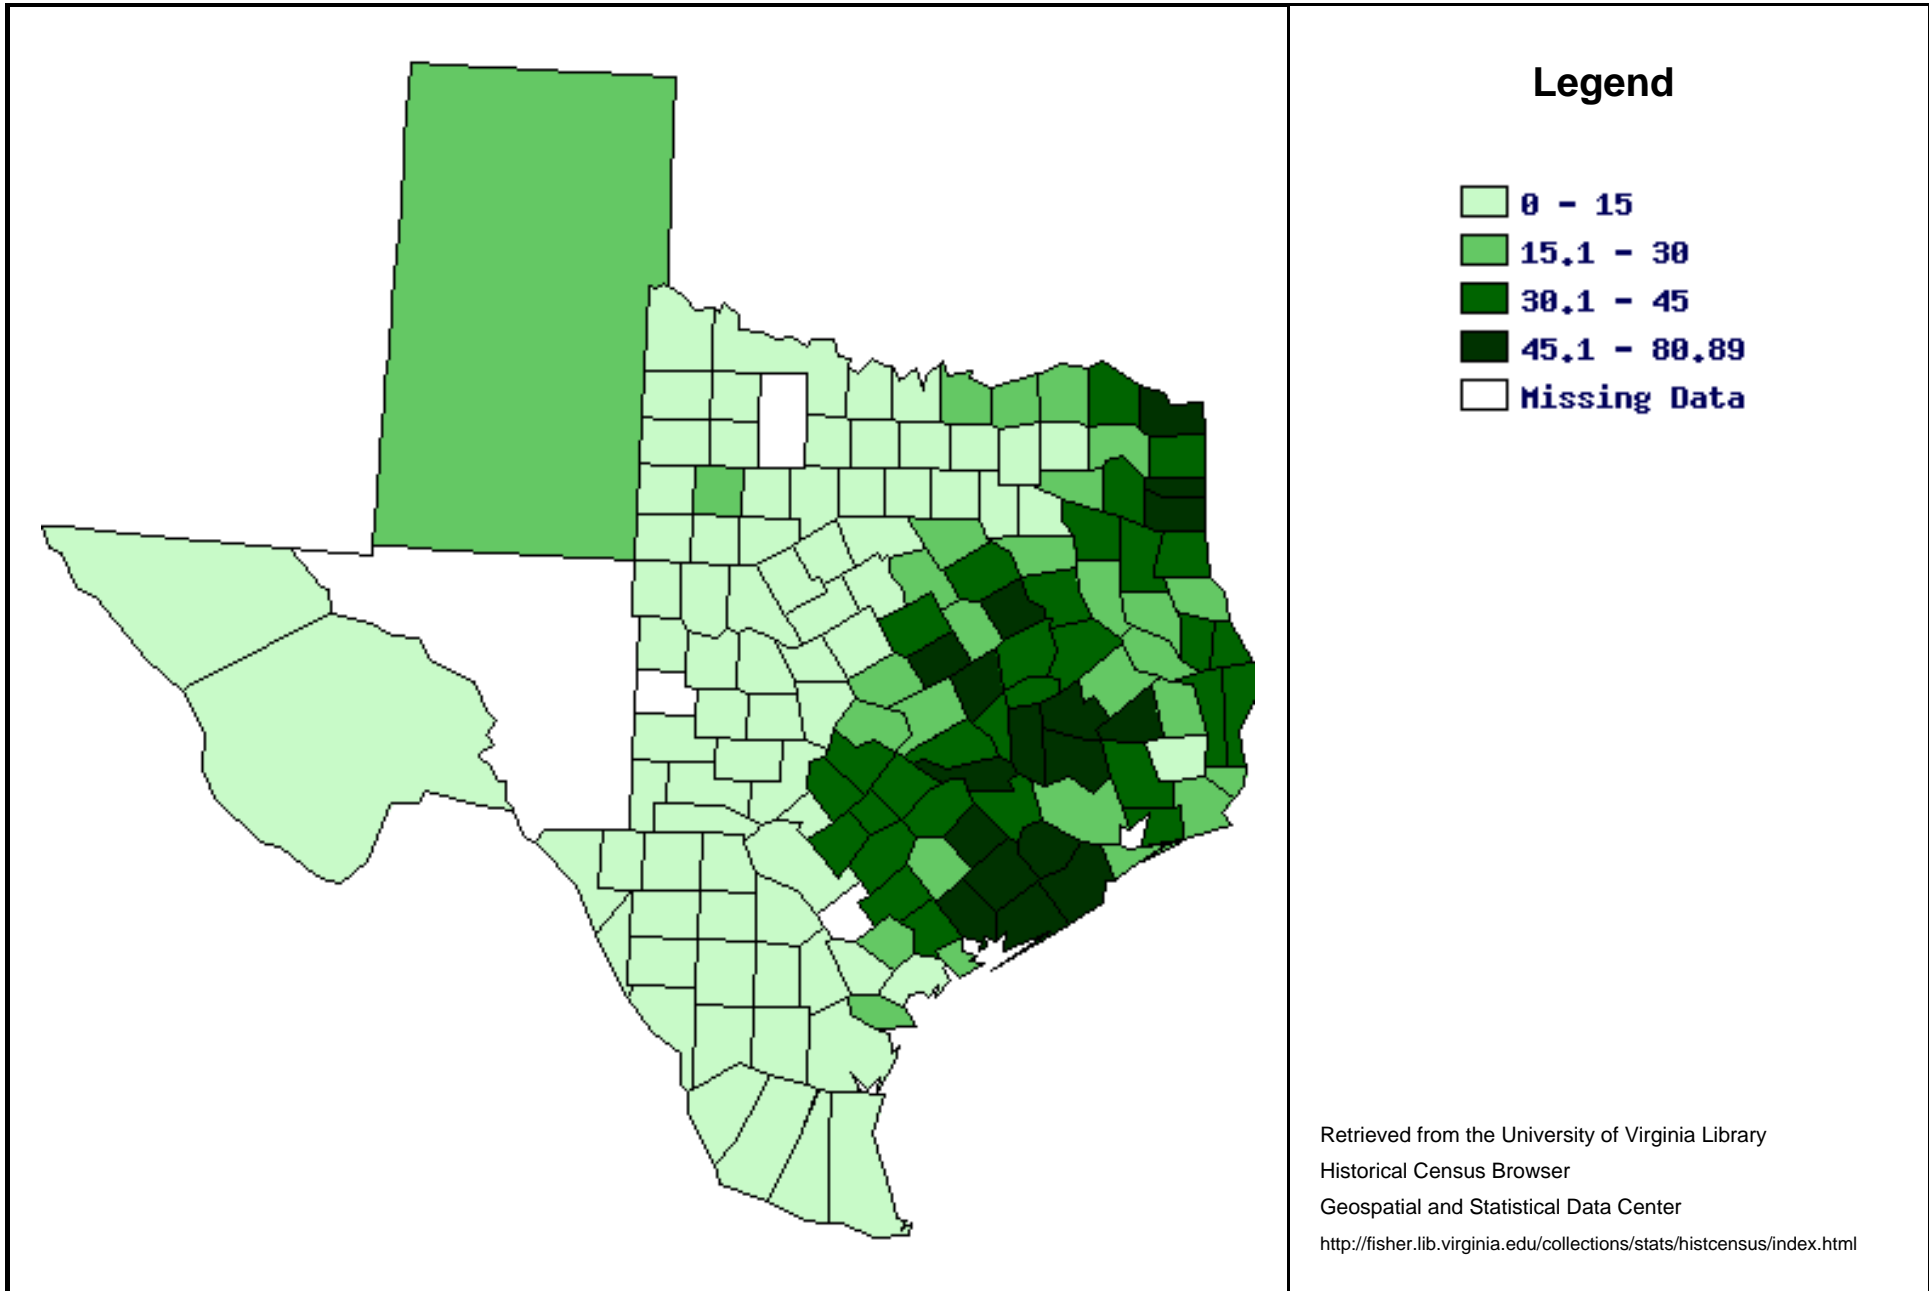 Legend
0 - 15
15.1 - 30
30.1 - 45
45.1 - 80.89
Missing Data
Retrieved from the University of Virginia Library
Historical Census Browser
Geospatial and Statistical Data Center
http://fisher.lib.virginia.edu/collections/stats/histcensus/index.html